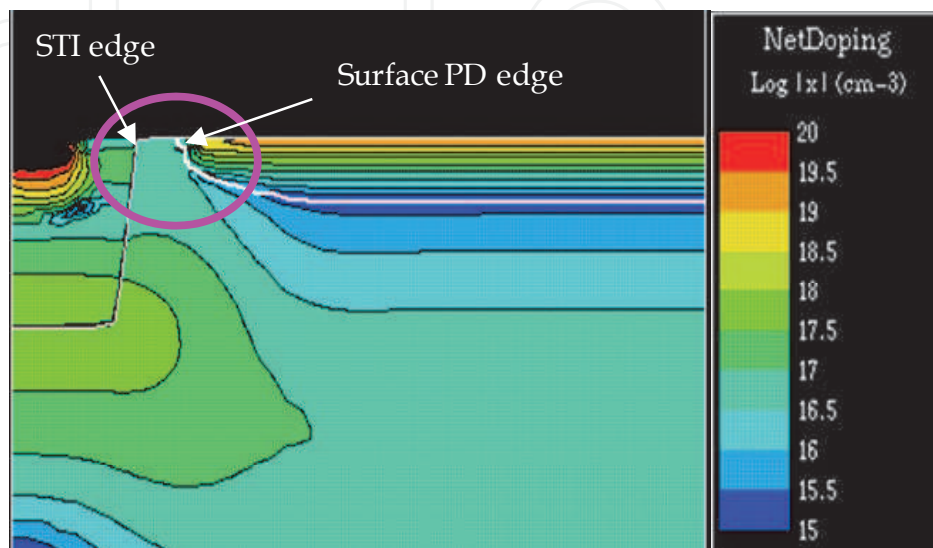 STI edge
Surface PD edge
NetDoping
Log |x| (cm-3)
20
19.5
19
18.5
18
17.5
17
16.5
16
15.5
15